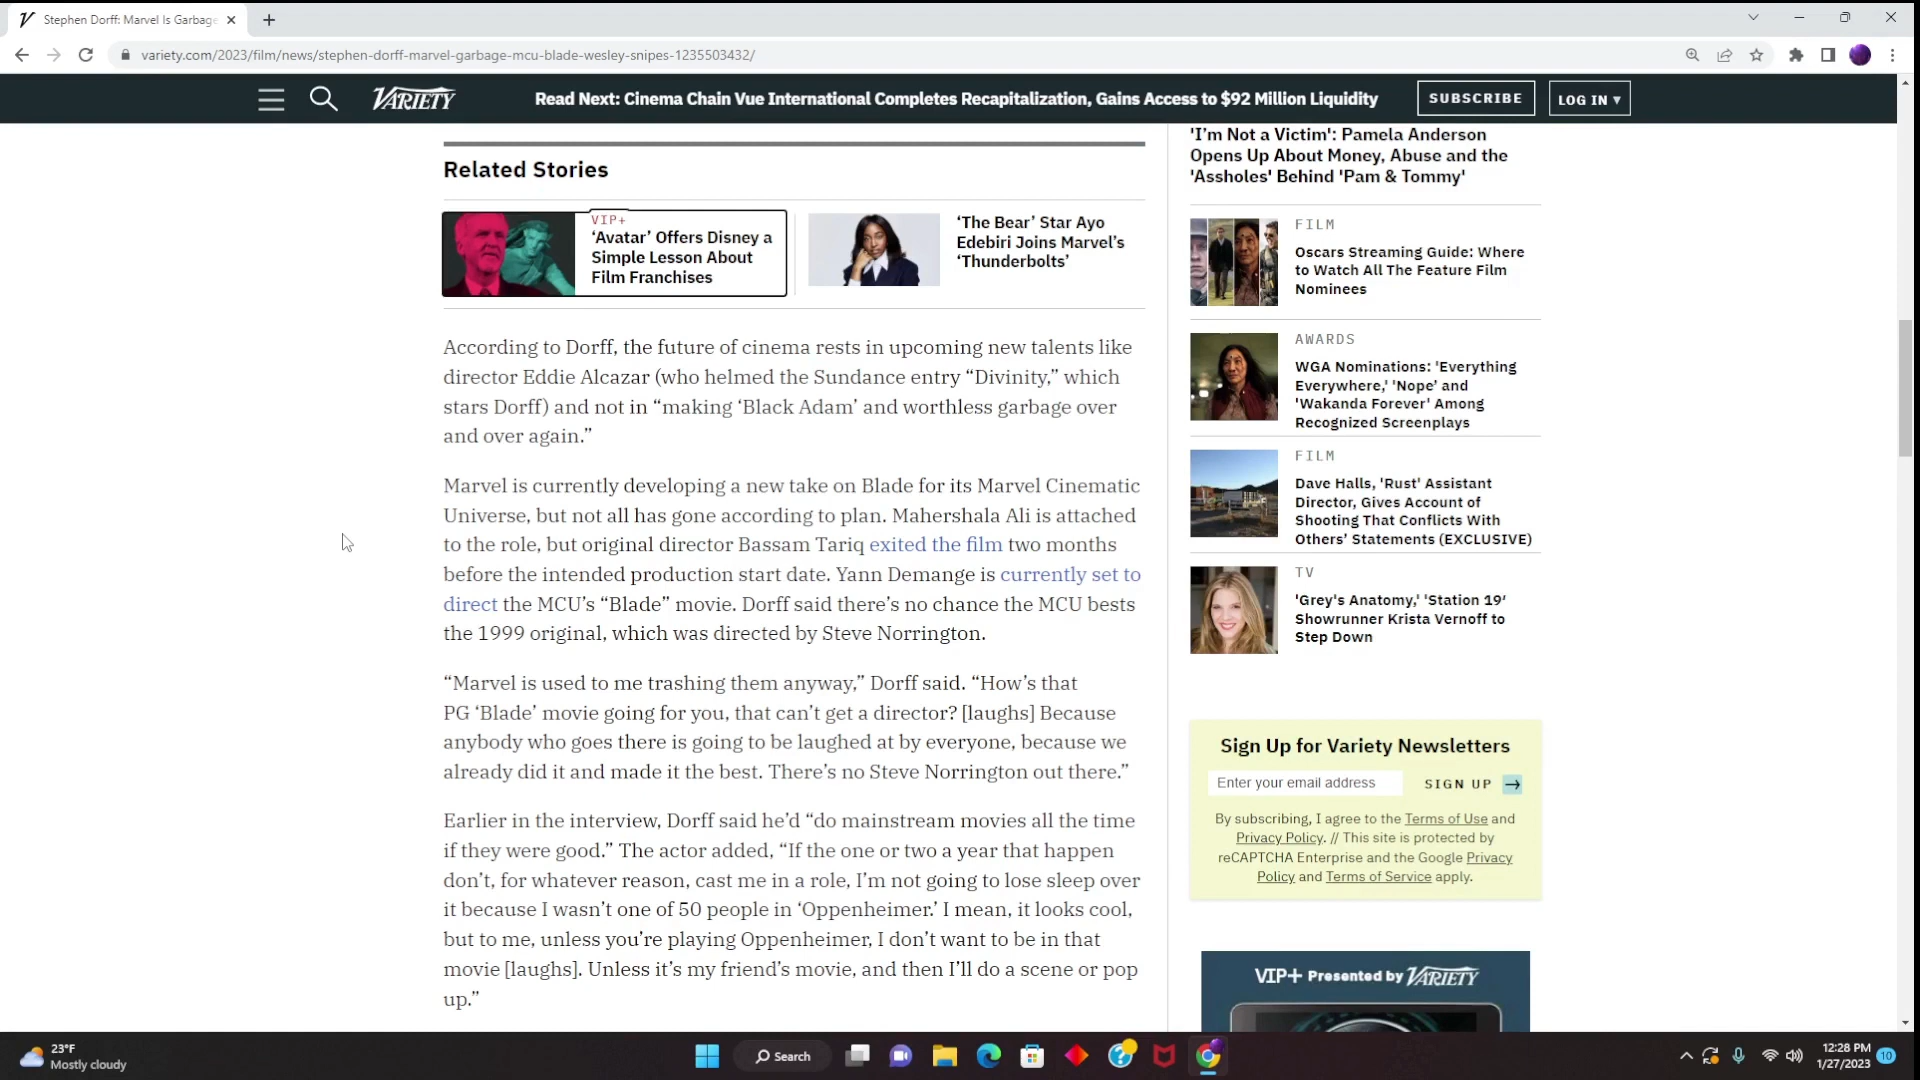 Stephen Dorff: Marvel Is Garbage
variety.com/2023/film/news/stephen-dorff-marvel-garbage-mcu-blade-wesley-snipes-1235503432/
VARIETY
Read Next: Cinema Chain Vue International Completes Recapitalization, Gains Access to $92 Million Liquidity
SUBSCRIBE
LOG IN ▾
Related Stories
VIP+
‘Avatar’ Offers Disney a
Simple Lesson About
Film Franchises
‘The Bear’ Star Ayo
Edebiri Joins Marvel’s
‘Thunderbolts’
According to Dorff, the future of cinema rests in upcoming new talents like
director Eddie Alcazar (who helmed the Sundance entry “Divinity,” which
stars Dorff) and not in “making ‘Black Adam’ and worthless garbage over
and over again.”
Marvel is currently developing a new take on Blade for its Marvel Cinematic
Universe, but not all has gone according to plan. Mahershala Ali is attached
to the role, but original director Bassam Tariq exited the film two months
before the intended production start date. Yann Demange is currently set to
direct the MCU’s “Blade” movie. Dorff said there’s no chance the MCU bests
the 1999 original, which was directed by Steve Norrington.
“Marvel is used to me trashing them anyway,” Dorff said. “How’s that
PG ‘Blade’ movie going for you, that can’t get a director? [laughs] Because
anybody who goes there is going to be laughed at by everyone, because we
already did it and made it the best. There’s no Steve Norrington out there.”
Earlier in the interview, Dorff said he’d “do mainstream movies all the time
if they were good.” The actor added, “If the one or two a year that happen
don’t, for whatever reason, cast me in a role, I’m not going to lose sleep over
it because I wasn’t one of 50 people in ‘Oppenheimer.’ I mean, it looks cool,
but to me, unless you’re playing Oppenheimer, I don’t want to be in that
movie [laughs]. Unless it’s my friend’s movie, and then I’ll do a scene or pop
up.”
'I’m Not a Victim': Pamela Anderson
Opens Up About Money, Abuse and the
'Assholes' Behind 'Pam & Tommy'
FILM
Oscars Streaming Guide: Where
to Watch All The Feature Film
Nominees
AWARDS
WGA Nominations: 'Everything
Everywhere,' 'Nope’ and
'Wakanda Forever' Among
Recognized Screenplays
FILM
Dave Halls, 'Rust' Assistant
Director, Gives Account of
Shooting That Conflicts With
Others’ Statements (EXCLUSIVE)
TV
'Grey's Anatomy,' 'Station 19′
Showrunner Krista Vernoff to
Step Down
Sign Up for Variety Newsletters
Enter your email address
SIGN UP →
By subscribing, I agree to the Terms of Use and
Privacy Policy. // This site is protected by
reCAPTCHA Enterprise and the Google Privacy
Policy and Terms of Service apply.
VIP+ Presented by VARIETY
23°F
Mostly cloudy
Search
12:28 PM
1/27/2023
10